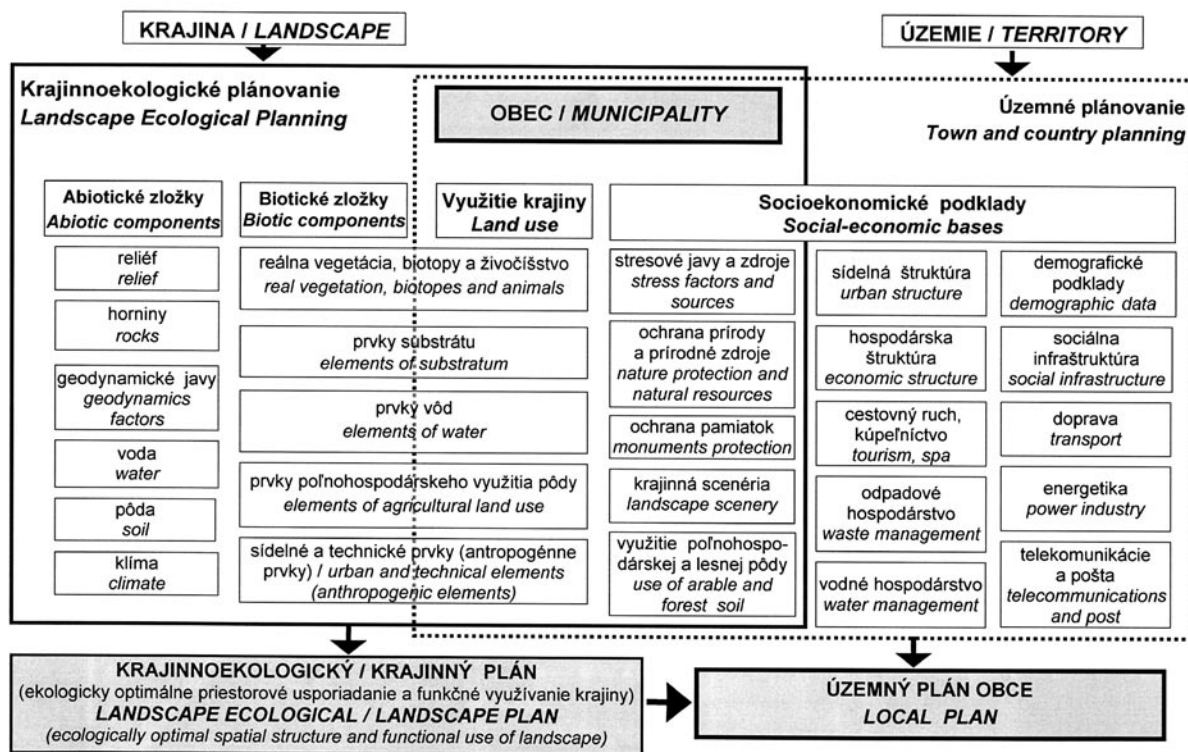 KRAJINA / LANDSCAPE
ÚZEMIE / TERRITORY
Krajinnoekologické plánovanie
Landscape Ecological Planning
OBEC / MUNICIPALITY
Územné plánovanie
Town and country planning
Abiotické zložky
Abiotic components
Biotické zložky
Biotic components
Využitie krajiny
Land use
Socioekonomické podklady
Social-economic bases
reliéf
relief
horniny
rocks
geodynamické javy
geodynamics
factors
voda
water
pôda
soil
klíma
climate
reálna vegetácia, biotopy a živočíšstvo
real vegetation, biotopes and animals
prvky substrátu
elements of substratum
prvky vôd
elements of water
prvky poľnohospodárskeho využitia pôdy
elements of agricultural land use
sídelné a technické prvky (antropogénne
prvky) / urban and technical elements
(anthropogenic elements)
stresové javy a zdroje
stress factors and
sources
ochrana prírody
a prírodné zdroje
nature protection and
natural resources
ochrana pamiatok
monuments protection
krajinná scenéria
landscape scenery
využitie poľnohospo-
dárskej a lesnej pôdy
use of arable and
forest soil
sídelná štruktúra
urban structure
hospodárska
štruktúra
economic structure
cestovný ruch,
kúpeľníctvo
tourism, spa
odpadové
hospodárstvo
waste management
vodné hospodárstvo
water management
demografické
podklady
demographic data
sociálna
infraštruktúra
social infrastructure
doprava
transport
energetika
power industry
telekomunikácie
a pošta
telecommunications
and post
KRAJINNOEKOLOGICKÝ / KRAJINNÝ PLÁN
(ekologicky optimálne priestorové usporiadanie a funkčné využívanie krajiny)
LANDSCAPE ECOLOGICAL / LANDSCAPE PLAN
(ecologically optimal spatial structure and functional use of landscape)
ÚZEMNÝ PLÁN OBCE
LOCAL PLAN